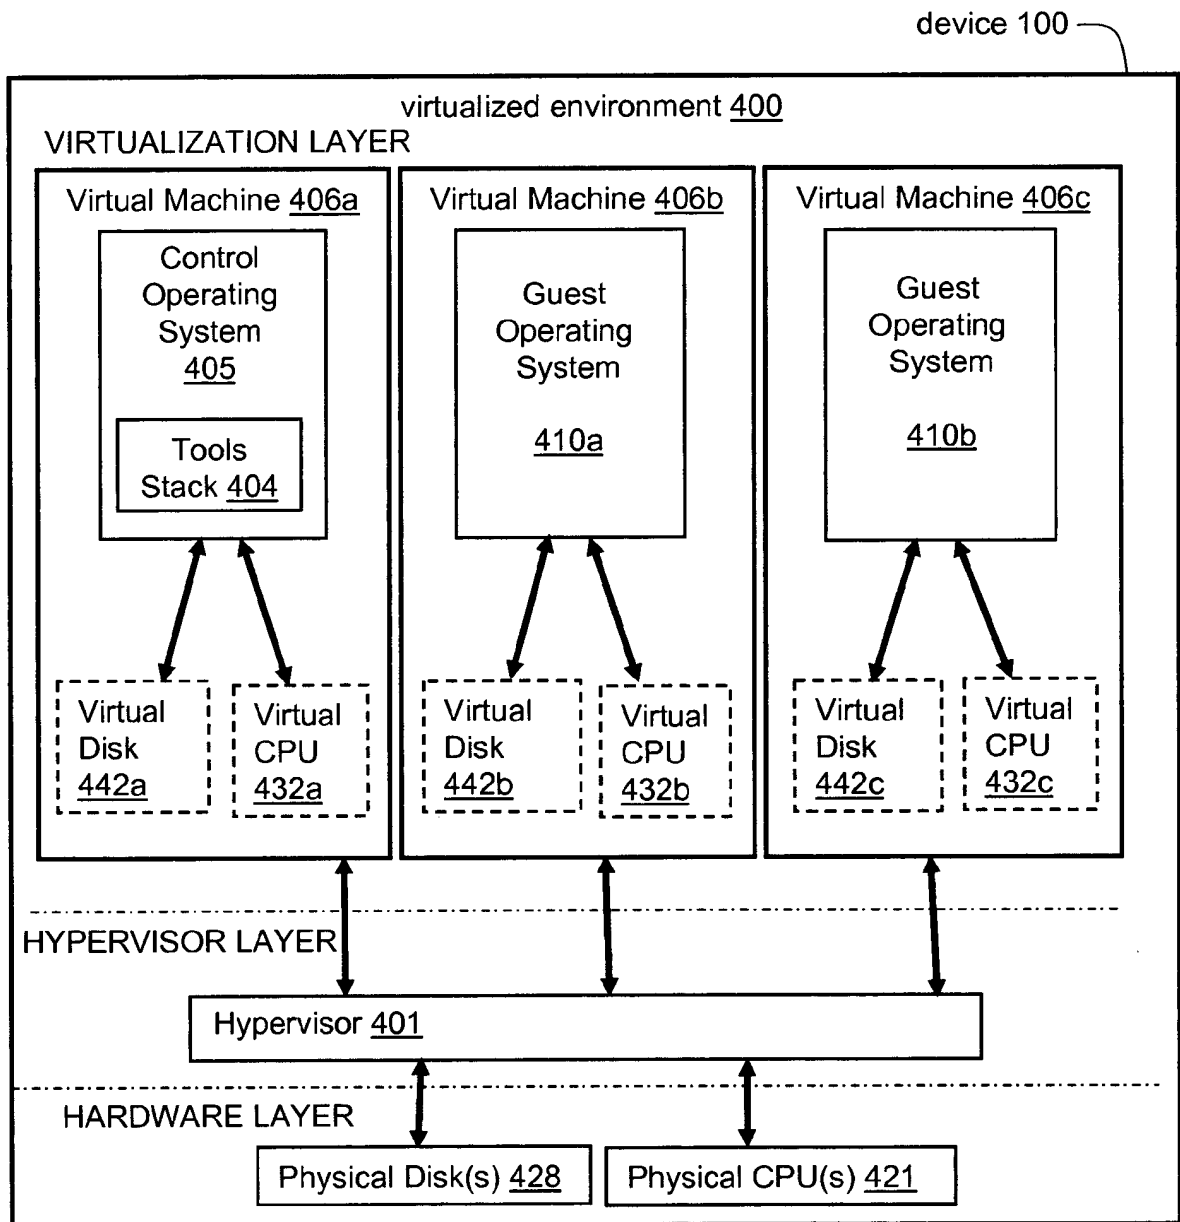 device 100
virtualized environment 400
VIRTUALIZATION LAYER
Virtual Machine 406a
Control
Operating
System
405
Tools
Stack 404
Virtual
Disk
442a
Virtual
CPU
432a
Virtual Machine 406b
Guest
Operating
System
410a
Virtual
Disk
442b
Virtual
CPU
432b
Virtual Machine 406c
Guest
Operating
System
410b
Virtual
Disk
442c
Virtual
CPU
432c
HYPERVISOR LAYER
Hypervisor 401
HARDWARE LAYER
Physical Disk(s) 428
Physical CPU(s) 421